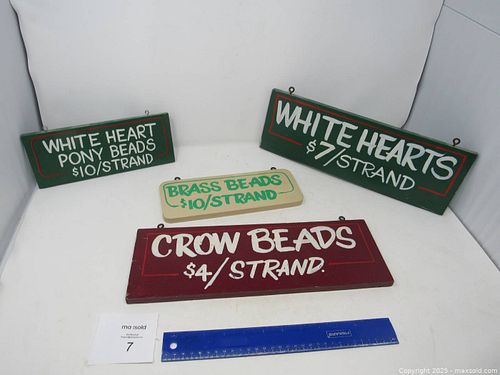 WHITE HEART
PONY BEADS
$10/STRAND
WHITE HEARTS
$7/STRAND
BRASS BEADS
$10/STRAND
CROW BEADS
$4/STRAND.
maxsold
7
Copyright 2025 - maxsold.com